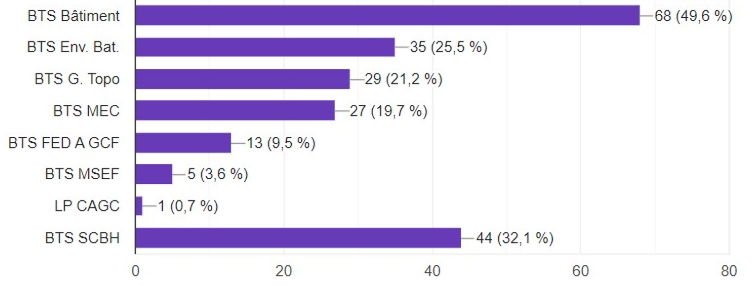 BTS Bâtiment 68 (49,6 %)
BTS Env. Bat. 35 (25,5 %)
BTS G. Topo 29 (21,2 %)
BTS MEC 27 (19,7 %)
BTS FED A GCF 13 (9,5 %)
BTS MSEF 5 (3,6 %)
LP CAGC 1 (0,7 %)
BTS SCBH 44 (32,1 %)
0 20 40 60 80